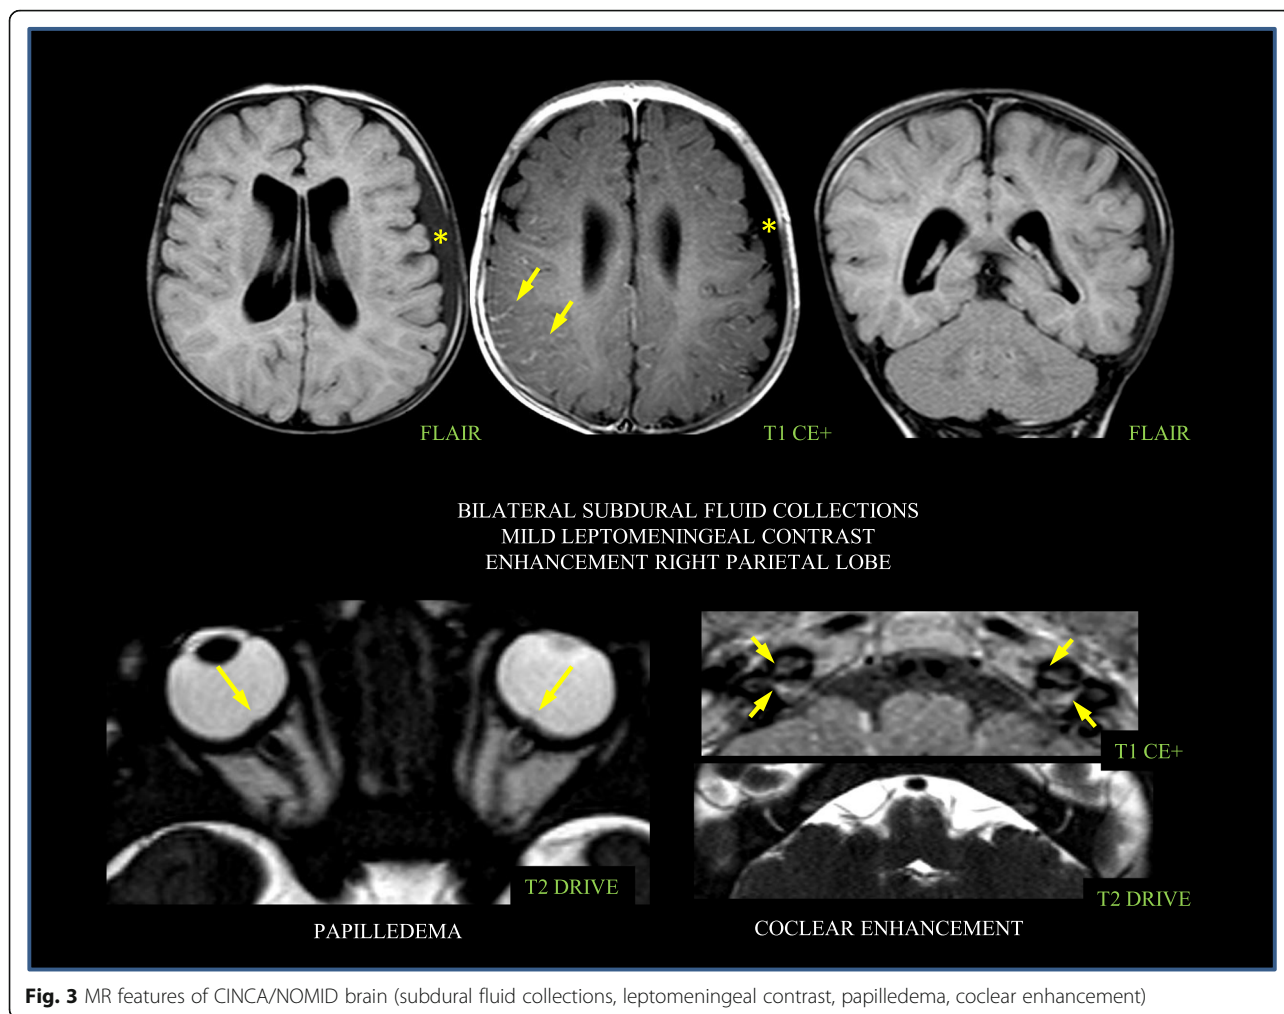 *
*
FLAIR
T1 CE+
FLAIR
BILATERAL SUBDURAL FLUID COLLECTIONS
MILD LEPTOMENINGEAL CONTRAST
ENHANCEMENT RIGHT PARIETAL LOBE
T1 CE+
T2 DRIVE
T2 DRIVE
PAPILLEDEMA
COCLEAR ENHANCEMENT
Fig. 3 MR features of CINCA/NOMID brain (subdural fluid collections, leptomeningeal contrast, papilledema, coclear enhancement)